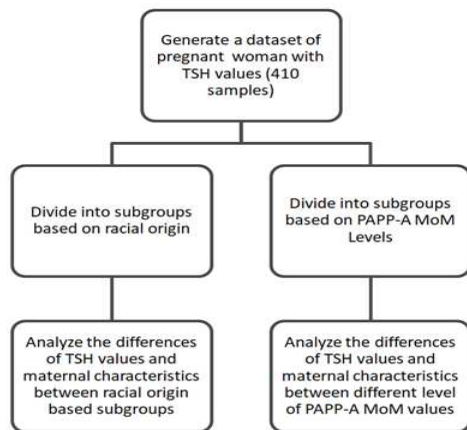 Generate a dataset of
pregnant woman with
TSH values (410
samples)
Divide into subgroups
based on racial origin
Divide into subgroups
based on PAPP-A MoM
Levels
Analyze the differences
of TSH values and
maternal characteristics
between racial origin
based subgroups
Analyze the differences
of TSH values and
maternal characteristics
between different level
of PAPP-A MoM values